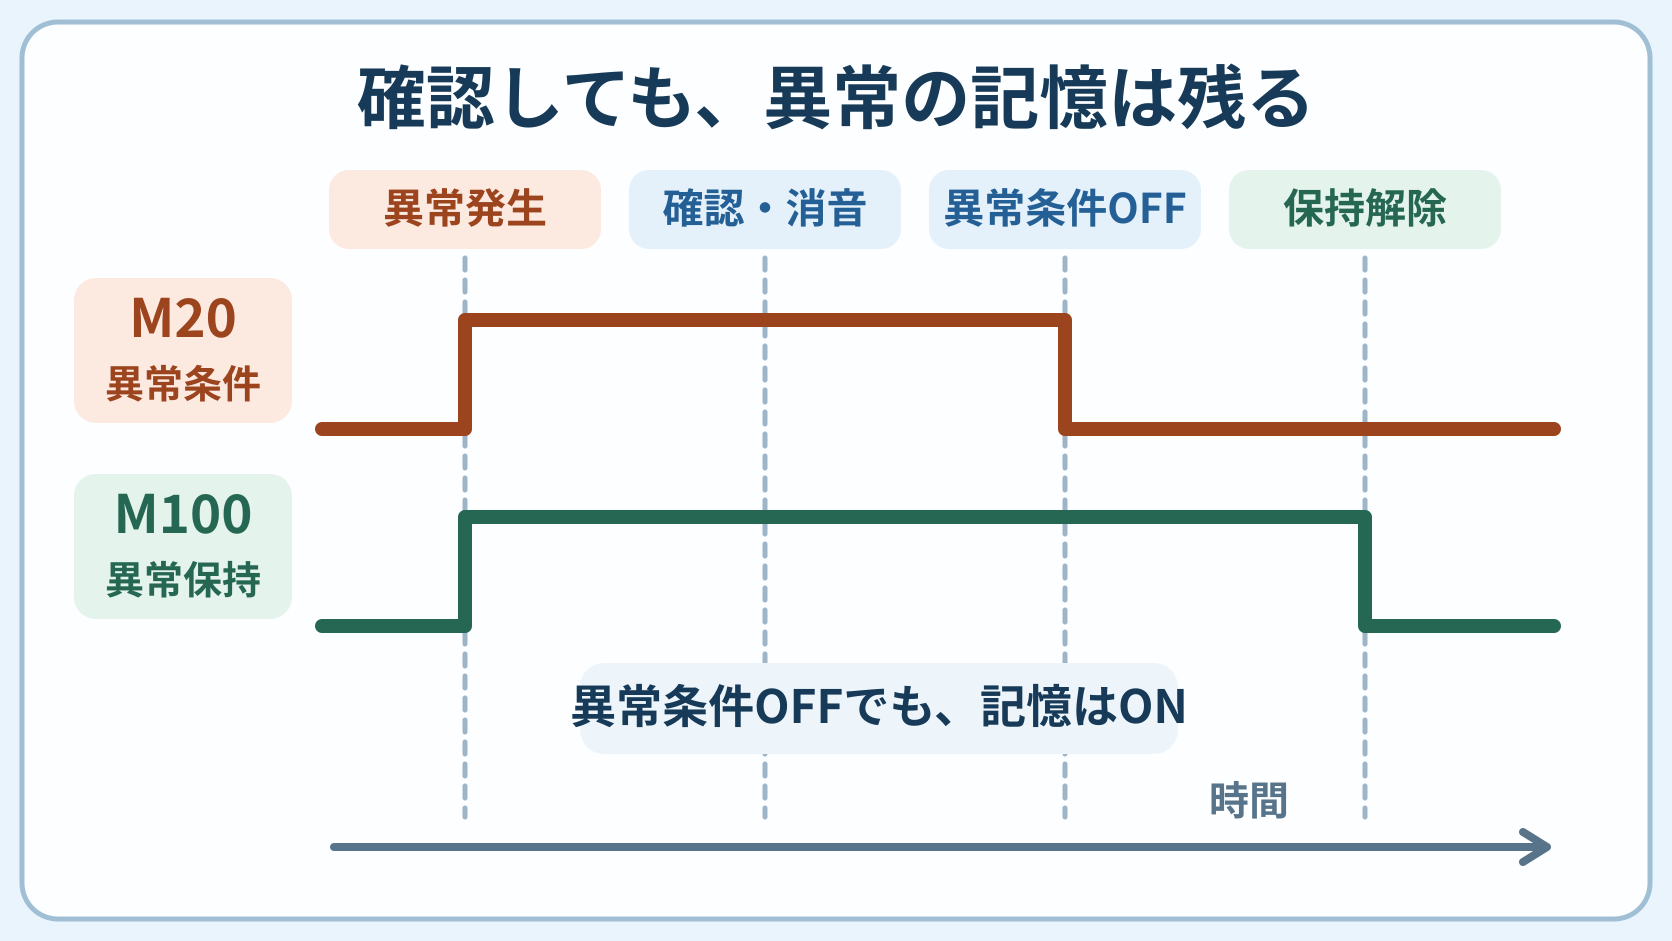 確認しても、異常の記憶は残る
異常発生
確認・消音
異常条件OFF
保持解除
M20
異常条件
M100
異常保持
異常条件OFFでも、記憶はON
時間